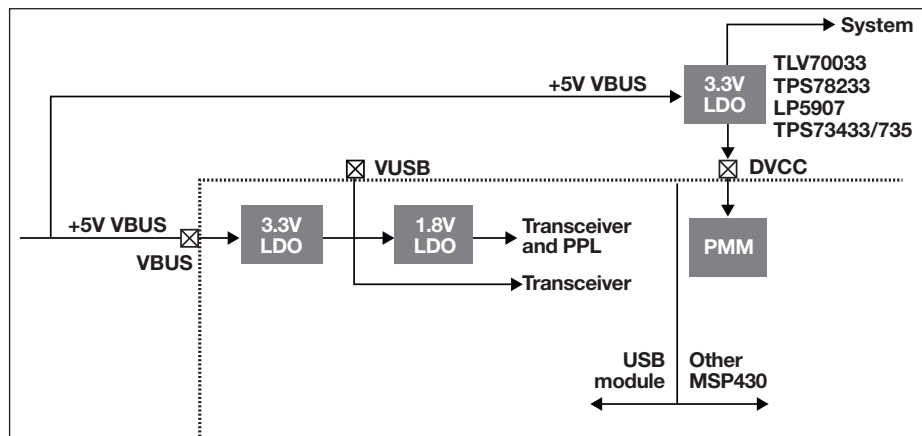 System
+5V VBUS
3.3V
LDO
TLV70033
TPS78233
LP5907
TPS73433/735
VUSB
DVCC
+5V VBUS
VBUS
3.3V
LDO
1.8V
LDO
Transceiver
and PPL
Transceiver
PMM
USB
module
Other
MSP430